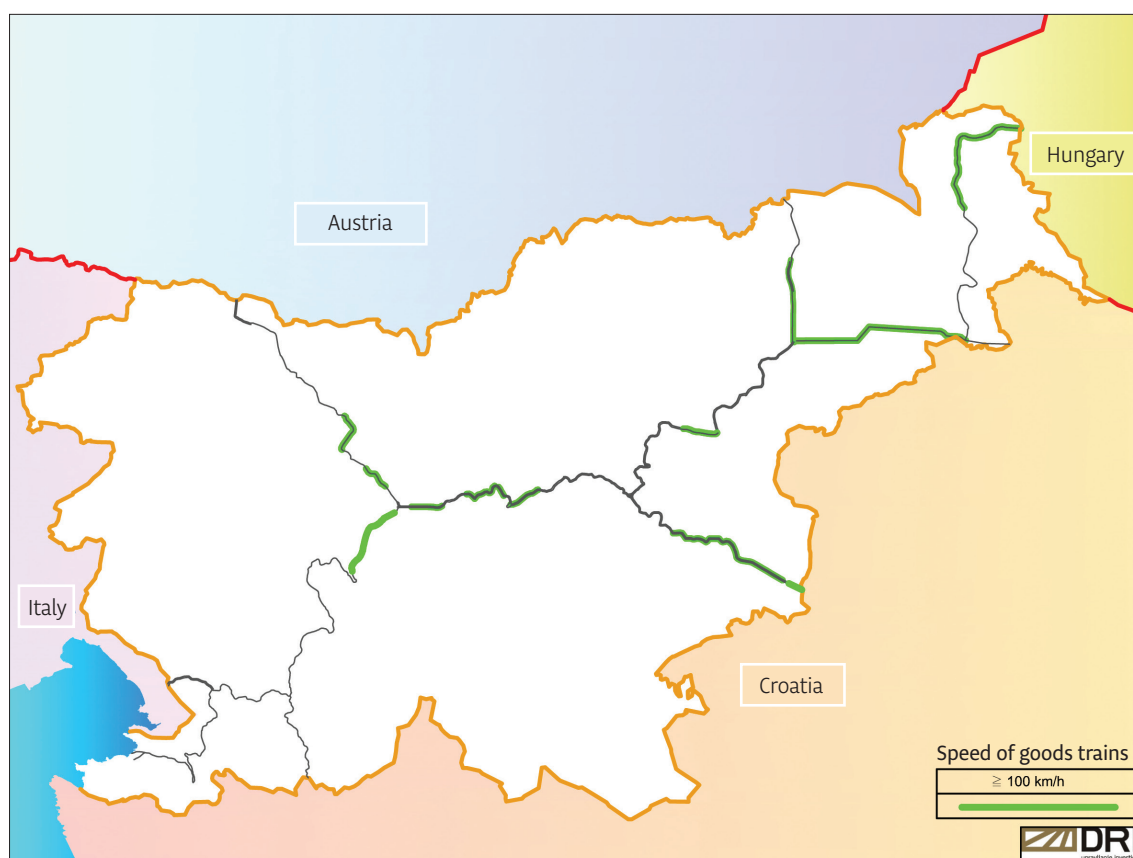 Hungary
Austria
Italy
Croatia
Speed of goods trains
≧ 100 km/h
DR